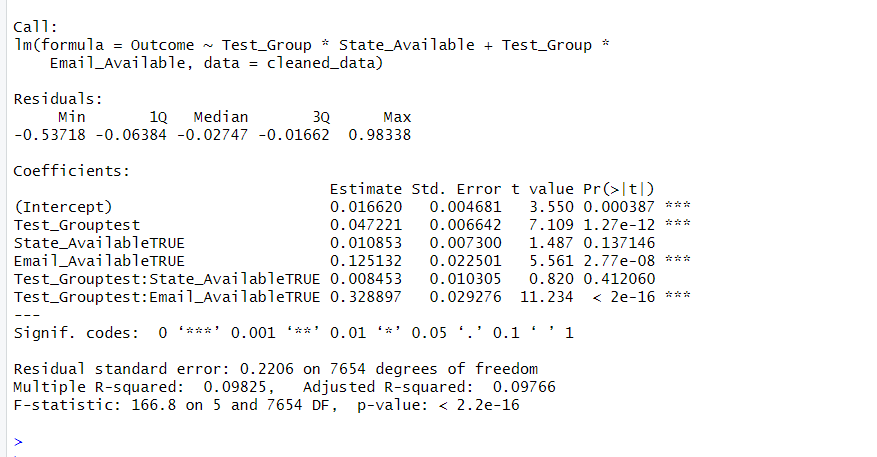 Call:
lm(formula = Outcome ~ Test_Group * State_Available + Test_Group *
    Email_Available, data = cleaned_data)

Residuals:
     Min       1Q   Median       3Q      Max
-0.53718 -0.06384 -0.02747 -0.01662  0.98338

Coefficients:
                                   Estimate Std. Error t value Pr(>|t|)
(Intercept)                        0.016620   0.004681   3.550 0.000387 ***
Test_Grouptest                     0.047221   0.006642   7.109 1.27e-12 ***
State_AvailableTRUE                0.010853   0.007300   1.487 0.137146
Email_AvailableTRUE                0.125132   0.022501   5.561 2.77e-08 ***
Test_Grouptest:State_AvailableTRUE 0.008453   0.010305   0.820 0.412060
Test_Grouptest:Email_AvailableTRUE 0.328897   0.029276  11.234  < 2e-16 ***
---
Signif. codes:  0 ‘***’ 0.001 ‘**’ 0.01 ‘*’ 0.05 ‘.’ 0.1 ‘ ’ 1

Residual standard error: 0.2206 on 7654 degrees of freedom
Multiple R-squared:  0.09825,   Adjusted R-squared:  0.09766
F-statistic: 166.8 on 5 and 7654 DF,  p-value: < 2.2e-16

>